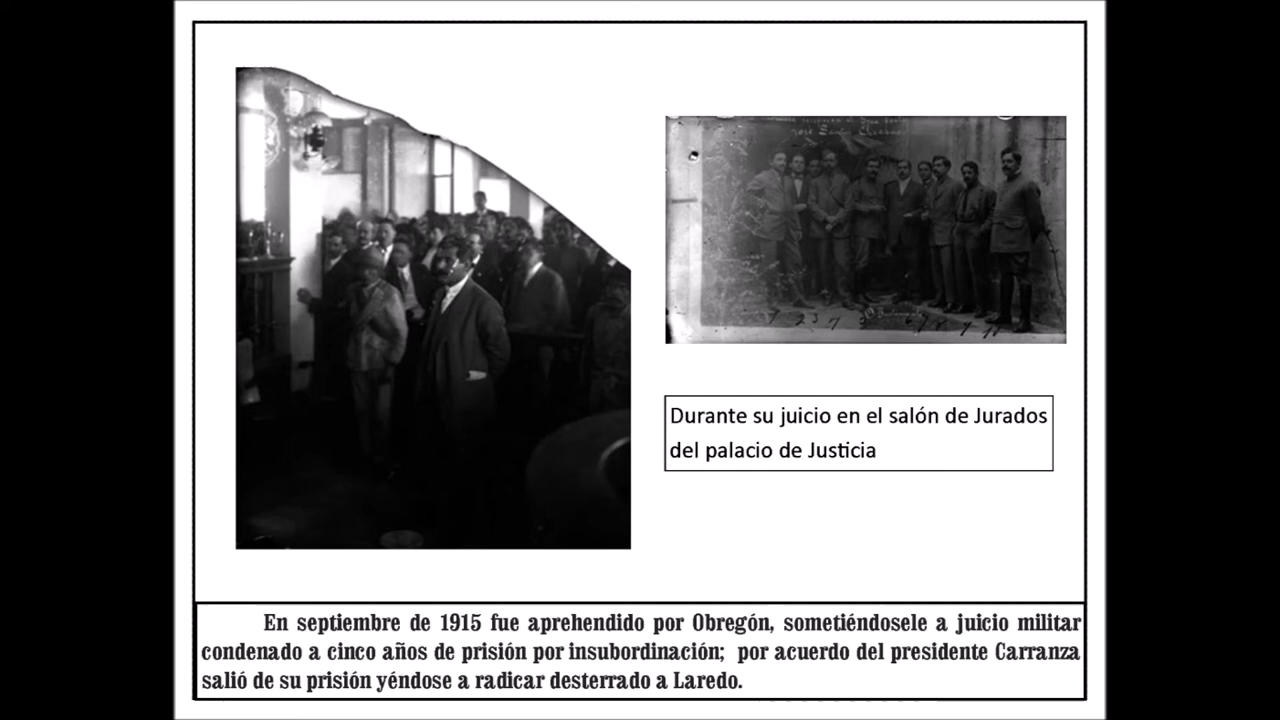 José
Durante su juicio en el salón de Jurados
del palacio de Justicia
En septiembre de 1915 fue aprehendido por Obregón, sometiéndosele a juicio militar
condenado a cinco años de prisión por insubordinación; por acuerdo del presidente Carranza
salió de su prisión yéndose a radicar desterrado a Laredo.